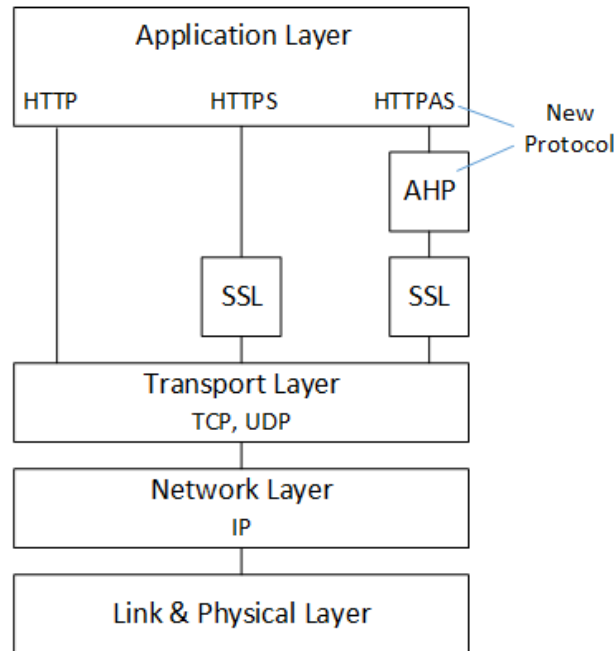 Application Layer
HTTP HTTPS HTTPAS
New
Protocol
AHP
SSL SSL
Transport Layer
TCP, UDP
Network Layer
IP
Link & Physical Layer